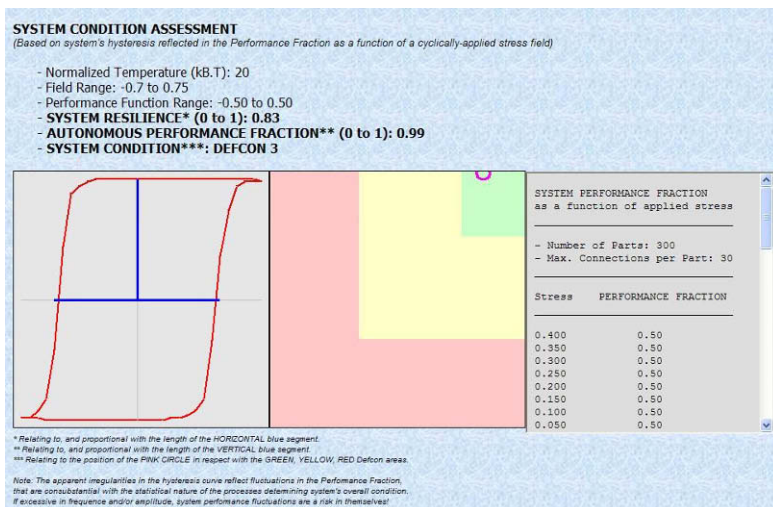 SYSTEM CONDITION ASSESSMENT
(Based on system's hysteresis reflected in the Performance Fraction as a function of a cyclically-applied stress field)
- Normalized Temperature (kB.T): 20
- Field Range: -0.7 to 0.75
- Performance Function Range: -0.50 to 0.50
- SYSTEM RESILIENCE* (0 to 1): 0.83
- AUTONOMOUS PERFORMANCE FRACTION** (0 to 1): 0.99
- SYSTEM CONDITION***: DEFCON 3
SYSTEM PERFORMANCE FRACTION
as a function of applied stress
- Number of Parts: 300
- Max. Connections per Part: 30
Stress PERFORMANCE FRACTION
0.400 0.50
0.350 0.50
0.300 0.50
0.250 0.50
0.200 0.50
0.150 0.50
0.100 0.50
0.050 0.50
* Relating to, and proportional with the length of the HORIZONTAL blue segment.
** Relating to, and proportional with the length of the VERTICAL blue segment.
*** Relating to the position of the PINK CIRCLE in respect with the GREEN, YELLOW, RED Defcon areas.
Note: The apparent irregularities in the hysteresis curve reflect fluctuations in the Perfomance Fraction,
that are consubstantial with the statistical nature of the processes determining system's overall condition.
If excessive in frequence and/or amplitude, system perfomance fluctuations are a risk in themselves!